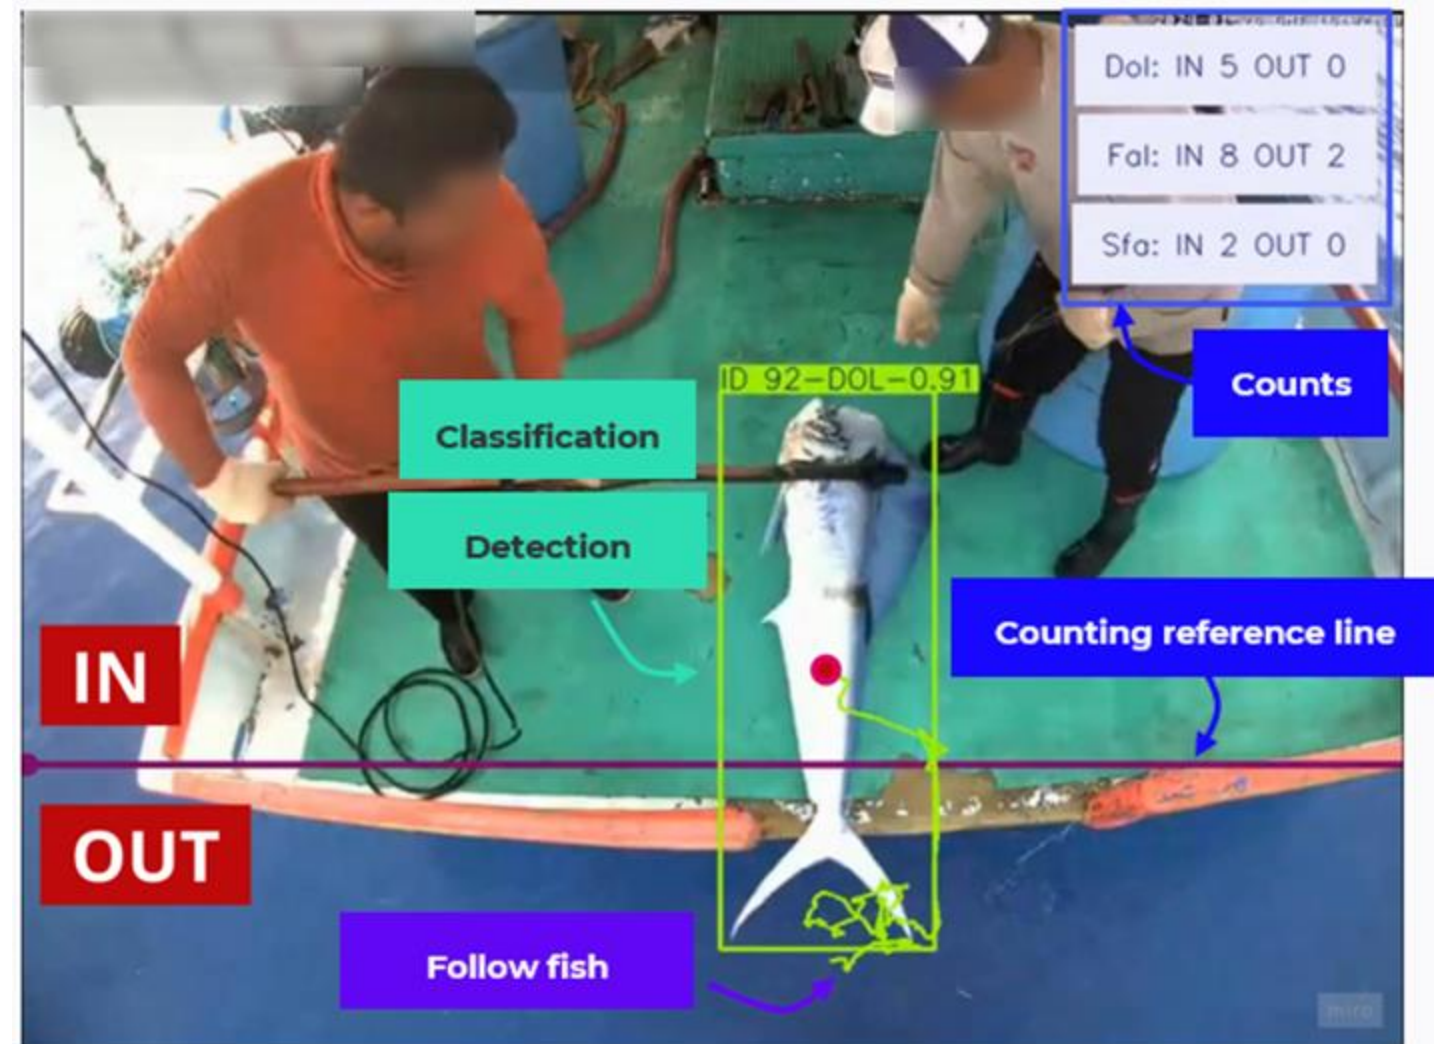 Dol: IN 5 OUT 0
Fal: IN 8 OUT 2
Sfa: IN 2 OUT 0
Counts
ID 92-DOL-0.91
Classification
Detection
Counting reference line
IN
OUT
Follow fish
miro